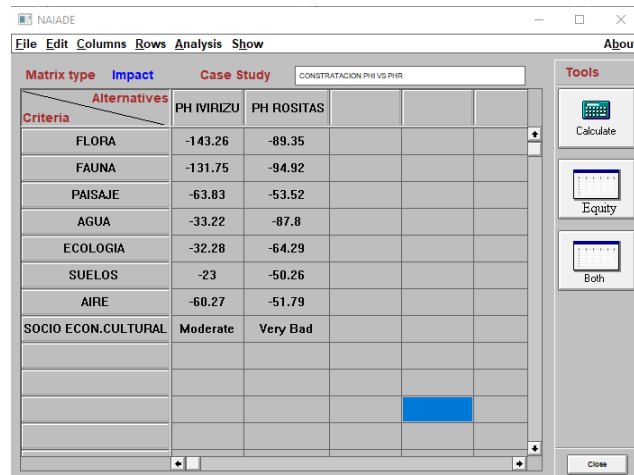 NAIADE
File Edit Columns Rows Analysis Show About
Matrix type Impact Case Study CONSTRATACION PHI VS PHR
Tools
Alternatives
Criteria
PH IVIRIZU PH ROSITAS
FLORA -143.26 -89.35
FAUNA -131.75 -94.92
PAISAJE -63.83 -53.52
AGUA -33.22 -87.8
ECOLOGIA -32.28 -64.29
SUELOS -23 -50.26
AIRE -60.27 -51.79
SOCIO ECON.CULTURAL Moderate Very Bad
Calculate
Equity
Both
Close